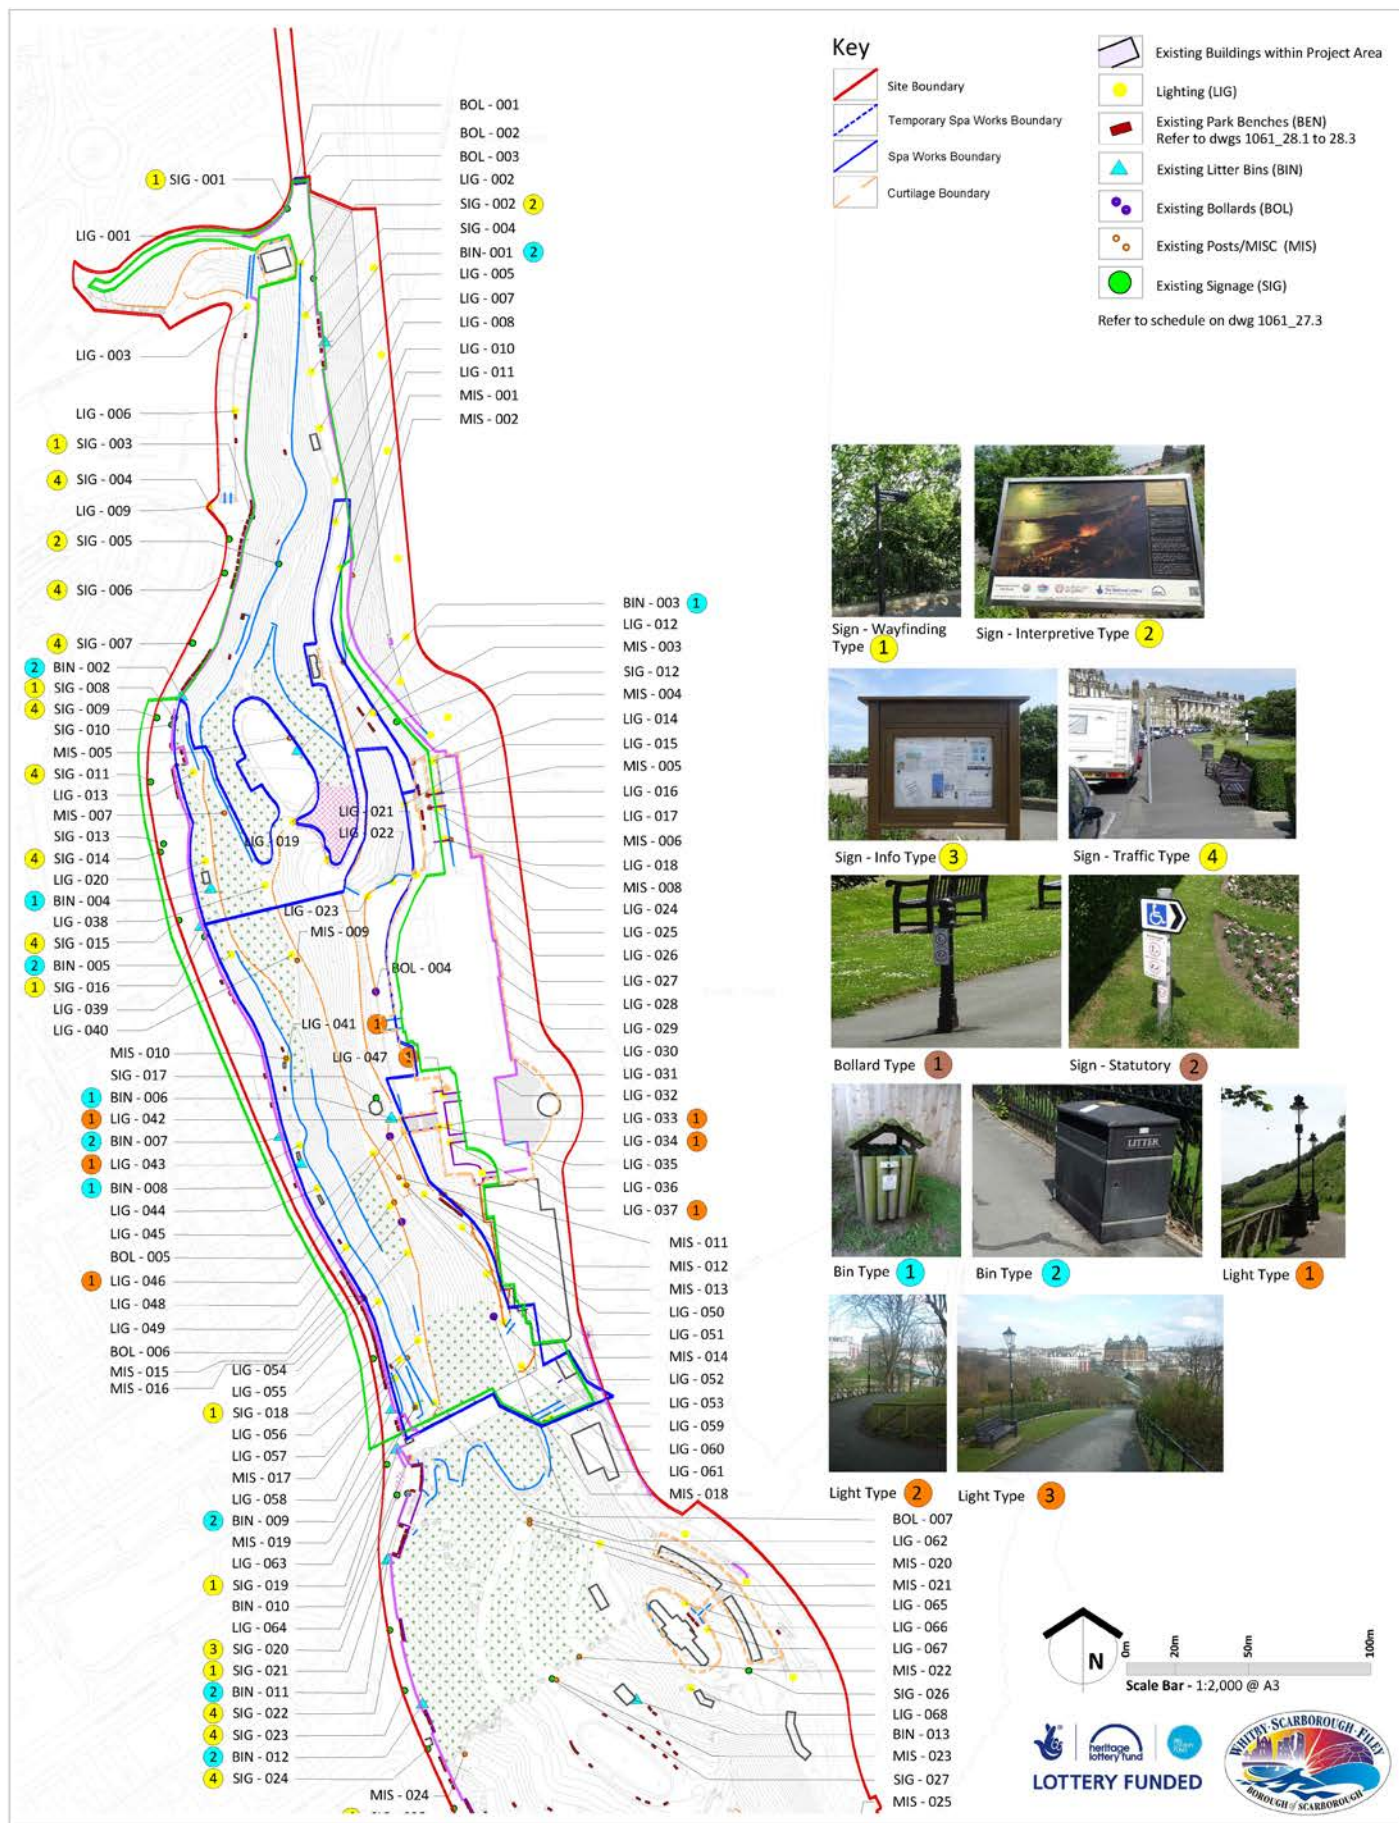 Key
Site Boundary
Temporary Spa Works Boundary
Spa Works Boundary
Curtilage Boundary
Existing Buildings within Project Area
Lighting (LIG)
Existing Park Benches (BEN)
Refer to dwgs 1061_28.1 to 28.3
Existing Litter Bins (BIN)
Existing Bollards (BOL)
Existing Posts/MISC (MIS)
Existing Signage (SIG)
Refer to schedule on dwg 1061_27.3
BOL - 001
BOL - 002
BOL - 003
LIG - 002
SIG - 002 2
SIG - 004
BIN- 001 2
LIG - 005
LIG - 007
LIG - 008
LIG - 010
LIG - 011
MIS - 001
MIS - 002
1 SIG - 001
LIG - 001
LIG - 003
LIG - 006
1 SIG - 003
4 SIG - 004
LIG - 009
2 SIG - 005
4 SIG - 006
4 SIG - 007
2 BIN - 002
1 SIG - 008
4 SIG - 009
SIG - 010
MIS - 005
4 SIG - 011
LIG - 013
MIS - 007
SIG - 013
4 SIG - 014
LIG - 020
1 BIN - 004
LIG - 038
4 SIG - 015
2 BIN - 005
1 SIG - 016
LIG - 039
LIG - 040
MIS - 010
SIG - 017
1 BIN - 006
1 LIG - 042
2 BIN - 007
1 LIG - 043
1 BIN - 008
LIG - 044
LIG - 045
BOL - 005
1 LIG - 046
LIG - 048
LIG - 049
BOL - 006
MIS - 015
MIS - 016
LIG - 054
LIG - 055
1 SIG - 018
LIG - 056
LIG - 057
MIS - 017
LIG - 058
2 BIN - 009
MIS - 019
LIG - 063
1 SIG - 019
BIN - 010
LIG - 064
3 SIG - 020
1 SIG - 021
2 BIN - 011
4 SIG - 022
4 SIG - 023
2 BIN - 012
4 SIG - 024
MIS - 024
LIG - 021
LIG - 022
LIG - 019
LIG - 023
MIS - 009
BOL - 004
LIG - 041
1
LIG - 047
BIN - 003 1
LIG - 012
MIS - 003
SIG - 012
MIS - 004
LIG - 014
LIG - 015
MIS - 005
LIG - 016
LIG - 017
MIS - 006
LIG - 018
MIS - 008
LIG - 024
LIG - 025
LIG - 026
LIG - 027
LIG - 028
LIG - 029
LIG - 030
LIG - 031
LIG - 032
LIG - 033 1
LIG - 034 1
LIG - 035
LIG - 036
LIG - 037 1
MIS - 011
MIS - 012
MIS - 013
LIG - 050
LIG - 051
MIS - 014
LIG - 052
LIG - 053
LIG - 059
LIG - 060
LIG - 061
MIS - 018
BOL - 007
LIG - 062
MIS - 020
MIS - 021
LIG - 065
LIG - 066
LIG - 067
MIS - 022
SIG - 026
LIG - 068
BIN - 013
MIS - 023
SIG - 027
MIS - 025
Sign - Wayfinding
Type 1
Sign - Interpretive Type 2
Sign - Info Type 3
Sign - Traffic Type 4
Bollard Type 1
Sign - Statutory 2
LITTER
Bin Type 1
Bin Type 2
Light Type 1
Light Type 2
Light Type 3
N
0m
20m
50m
100m
Scale Bar - 1:2,000 @ A3
heritage
lottery fund
LOTTERY FUNDED
WHITBY·SCARBOROUGH·FILEY
BOROUGH of SCARBOROUGH